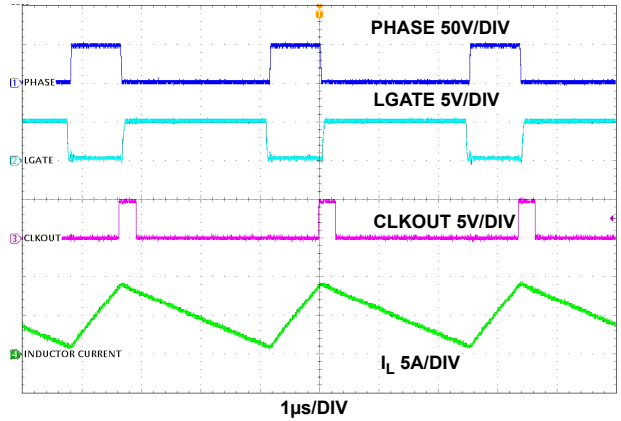 T
PHASE 50V/DIV
1 PHASE
LGATE 5V/DIV
2 LGATE
CLKOUT 5V/DIV
3 CLKOUT
4 INDUCTOR CURRENT
IL 5A/DIV
1µs/DIV